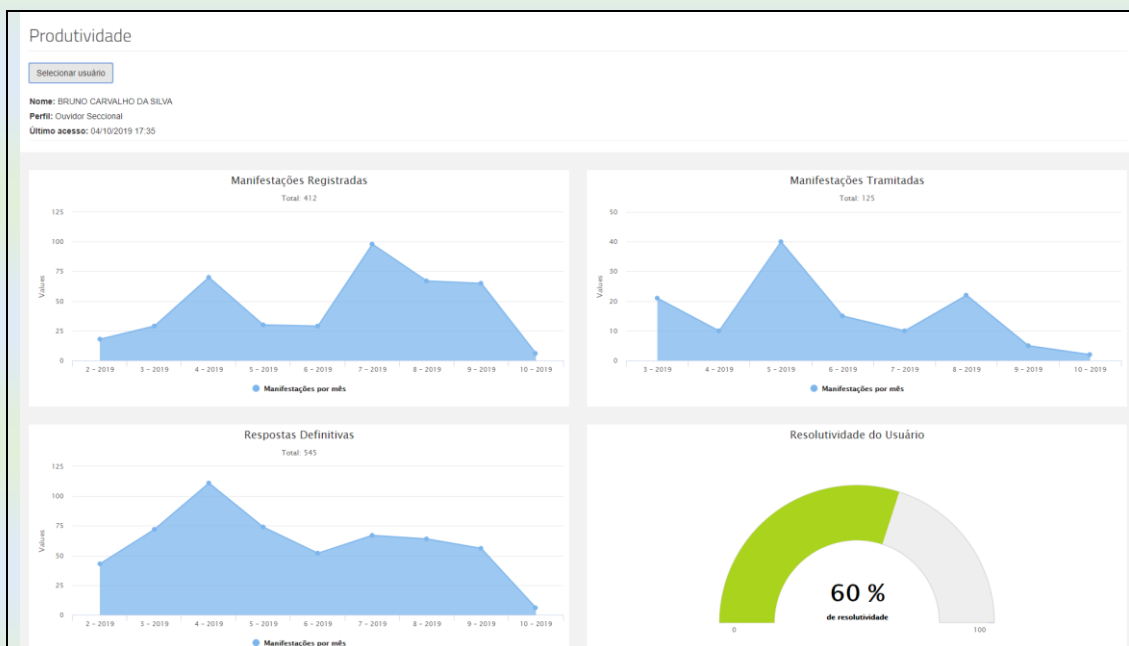 Produtividade
Selecionar usuário
Nome: BRUNO CARVALHO DA SILVA
Perfil: Ouvidor Seccional
Último acesso: 04/10/2019 17:35
Manifestações Registradas
Total: 412
125
100
75
50
25
0
Values
2 - 2019 3 - 2019 4 - 2019 5 - 2019 6 - 2019 7 - 2019 8 - 2019 9 - 2019 10 - 2019
Manifestações por mês
Manifestações Tramitadas
Total: 125
50
40
30
20
10
0
Values
3 - 2019 4 - 2019 5 - 2019 6 - 2019 7 - 2019 8 - 2019 9 - 2019 10 - 2019
Manifestações por mês
Respostas Definitivas
Total: 545
125
100
75
50
25
0
Values
2 - 2019 3 - 2019 4 - 2019 5 - 2019 6 - 2019 7 - 2019 8 - 2019 9 - 2019 10 - 2019
Manifestações por mês
Resolutividade do Usuário
60 %
de resolutividade
0 100